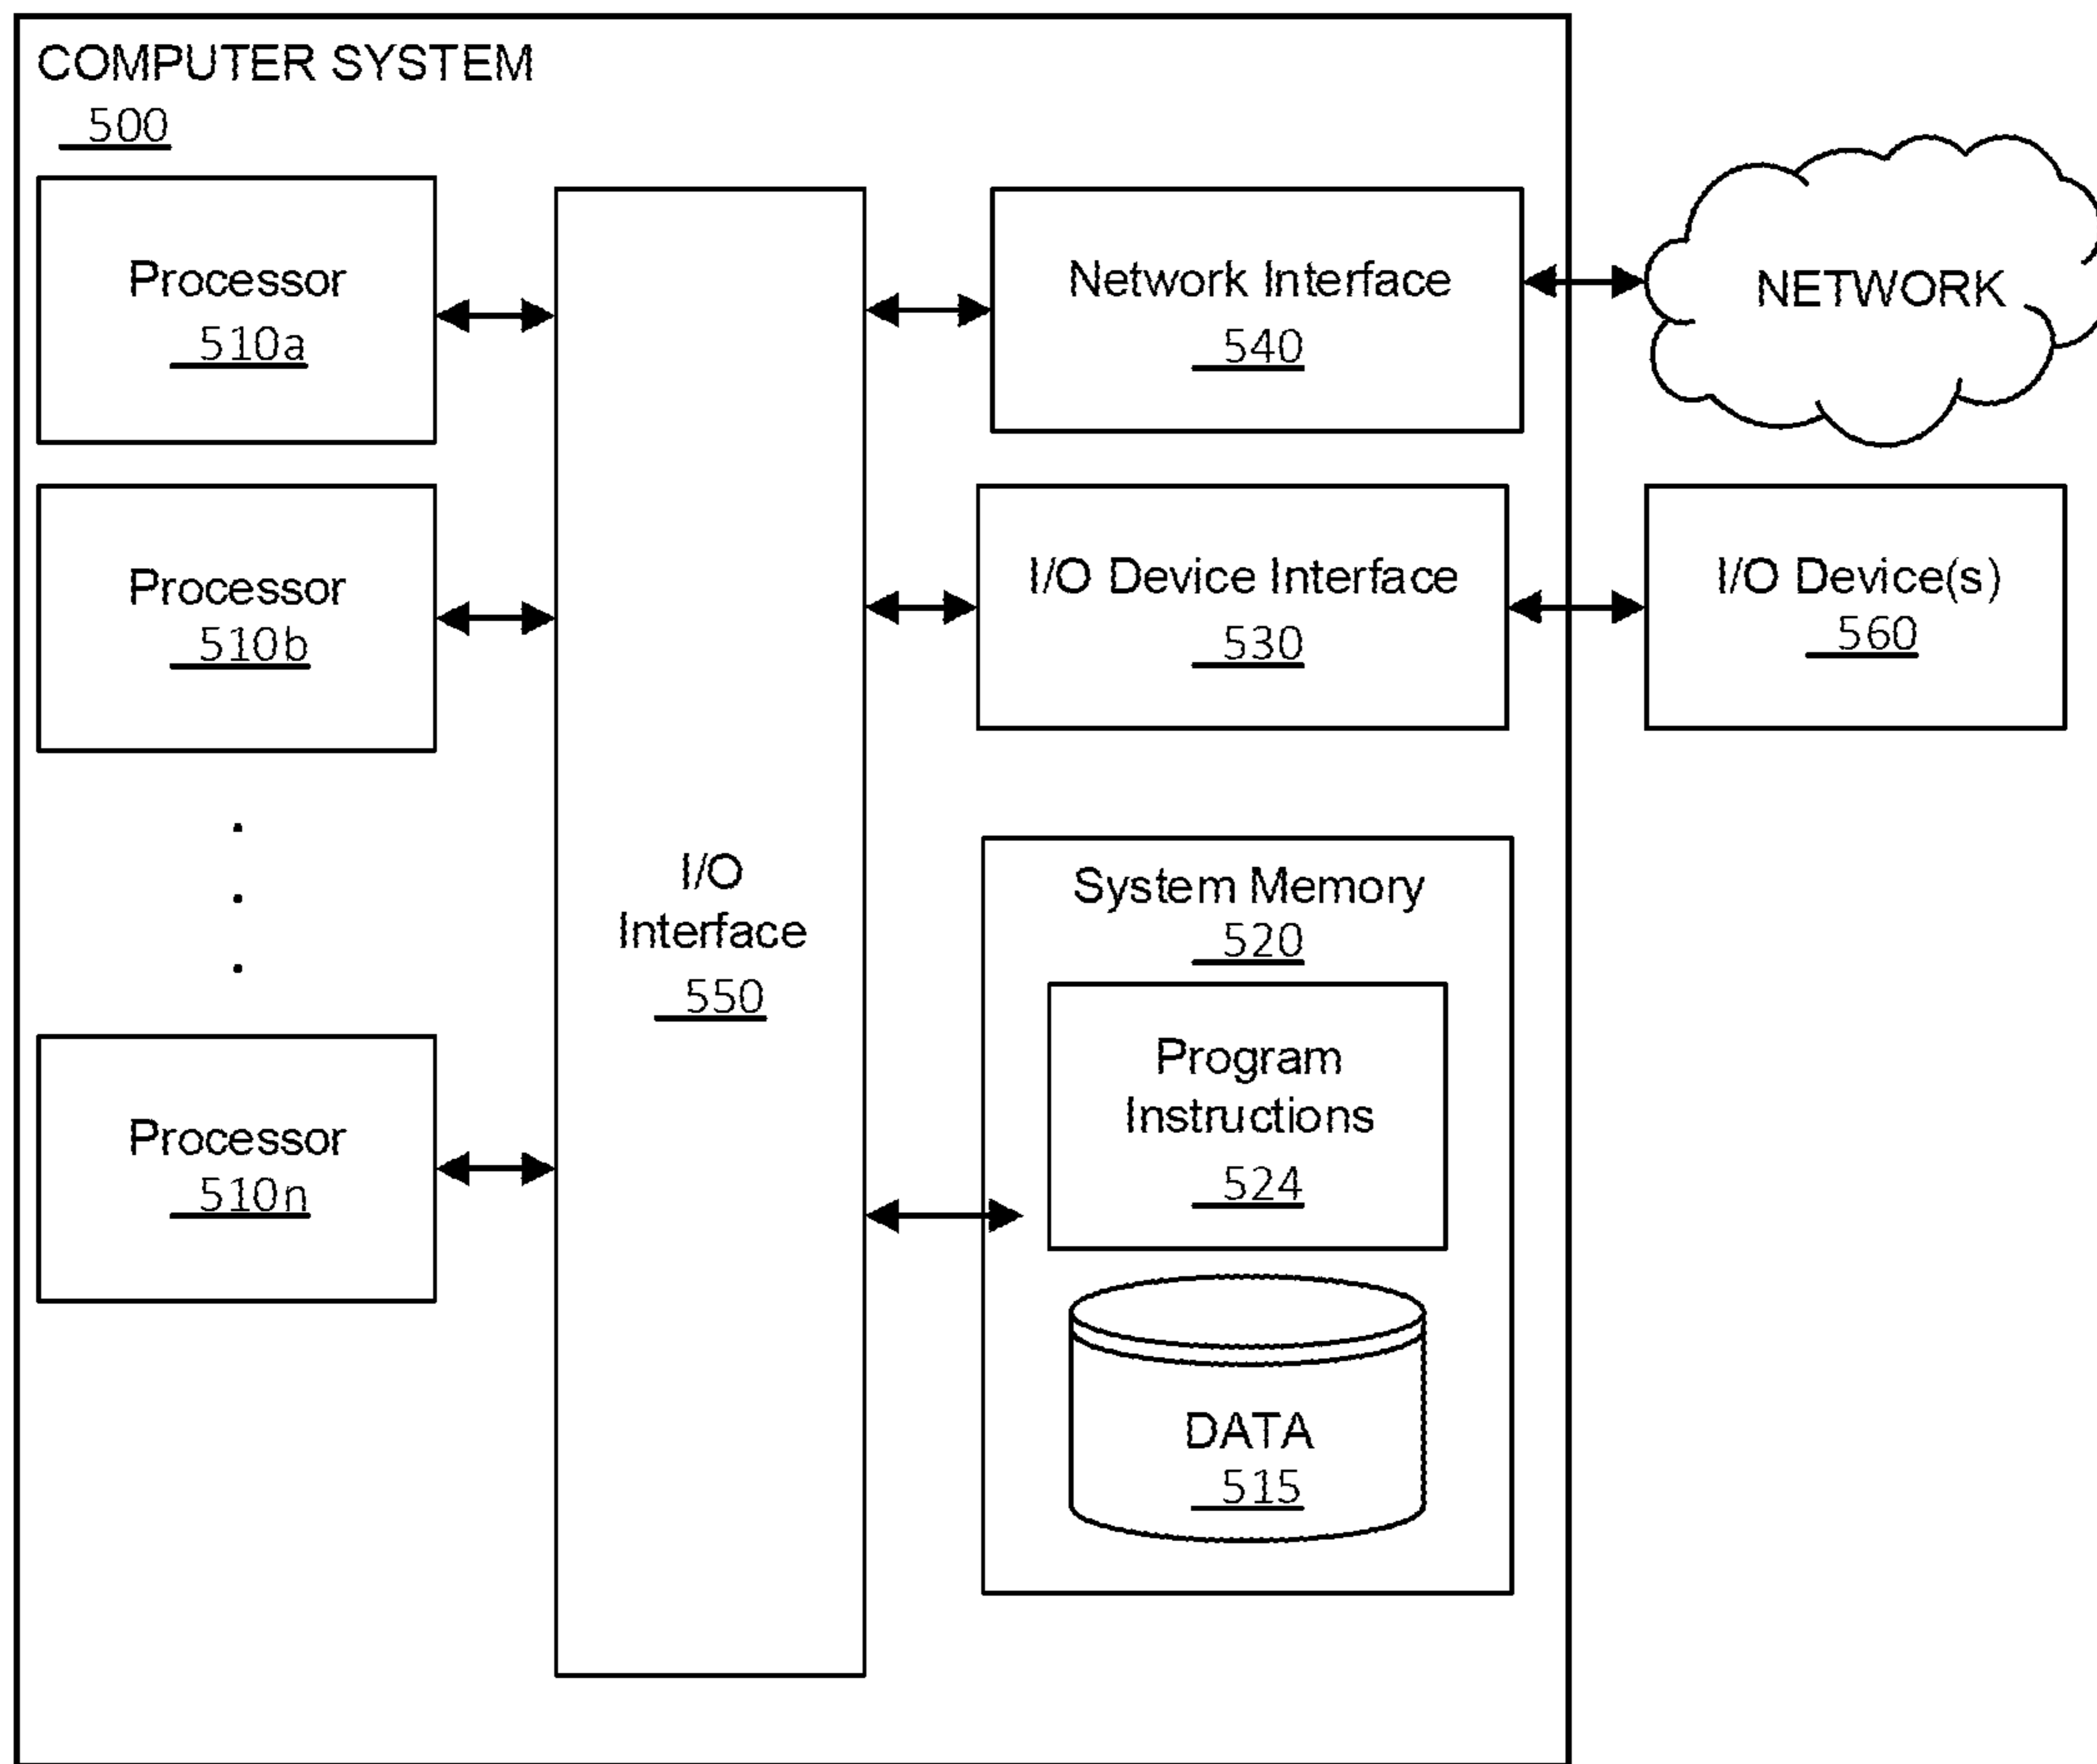 COMPUTER SYSTEM
500
Processor
510a
Processor
510b
Processor
510n
I/O
Interface
550
Network Interface
540
I/O Device Interface
530
System Memory
520
Program
Instructions
524
DATA
515
NETWORK
I/O Device(s)
560